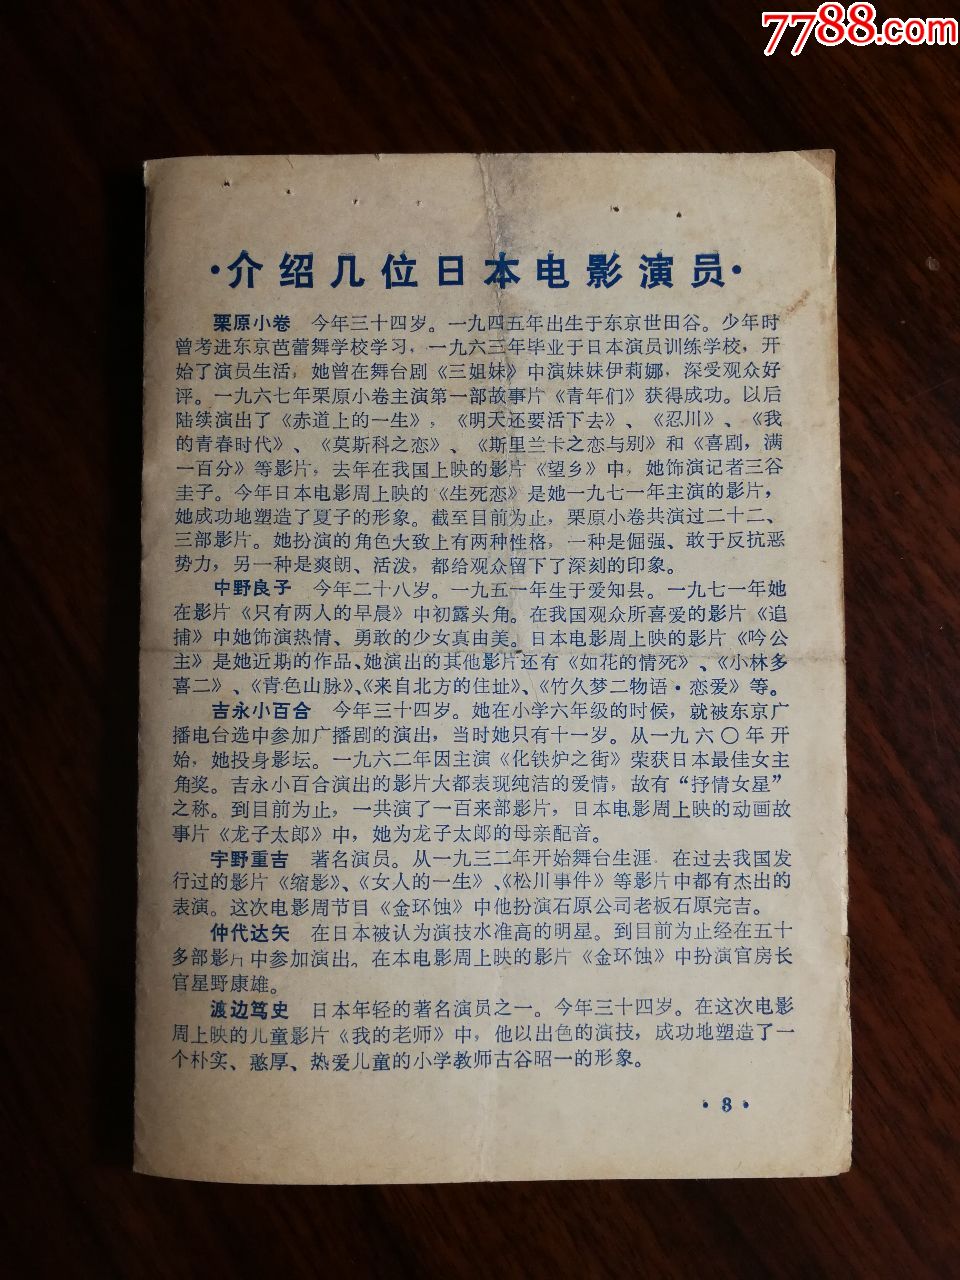 7788.com
·介绍几位日本电影演员·
栗原小卷　今年三十四岁。一九四五年出生于东京世田谷。少年时
曾考进东京芭蕾舞学校学习，一九六三年毕业于日本演员训练学校，开
始了演员生活，她曾在舞台剧《三姐妹》中演妹妹伊莉娜，深受观众好
评。一九六七年栗原小卷主演第一部故事片《青年们》获得成功。以后
陆续演出了《赤道上的一生》，《明天还要活下去》、《忍川》、《我
的青春时代》、《莫斯科之恋》、《斯里兰卡之恋与别》和《喜剧，满
一百分》等影片，去年在我国上映的影片《望乡》中，她饰演记者三谷
圭子。今年日本电影周上映的《生死恋》是她一九七一年主演的影片，
她成功地塑造了夏子的形象。截至目前为止，栗原小卷共演过二十二、
三部影片。她扮演的角色大致上有两种性格，一种是倔强、敢于反抗恶
势力，另一种是爽朗、活泼，都给观众留下了深刻的印象。
中野良子　今年二十八岁。一九五一年生于爱知县。一九七一年她
在影片《只有两人的早晨》中初露头角。在我国观众所喜爱的影片《追
捕》中她饰演热情、勇敢的少女真由美。日本电影周上映的影片《吟公
主》是她近期的作品、她演出的其他影片还有《如花的情死》、《小林多
喜二》、《青色山脉》、《来自北方的住址》、《竹久梦二物语·恋爱》等。
吉永小百合　今年三十四岁。她在小学六年级的时候，就被东京广
播电台选中参加广播剧的演出，当时她只有十一岁。从一九六〇年开
始，她投身影坛。一九六二年因主演《化铁炉之街》荣获日本最佳女主
角奖。吉永小百合演出的影片大都表现纯洁的爱情，故有“抒情女星”
之称。到目前为止，一共演了一百来部影片，日本电影周上映的动画故
事片《龙子太郎》中，她为龙子太郎的母亲配音。
宇野重吉　著名演员。从一九三二年开始舞台生涯，在过去我国发
行过的影片《缩影》、《女人的一生》、《松川事件》等影片中都有杰出的
表演。这次电影周节目《金环蚀》中他扮演石原公司老板石原完吉。
仲代达矢　在日本被认为演技水准高的明星。到目前为止经在五十
多部影片中参加演出。在本电影周上映的影片《金环蚀》中扮演官房长
官星野康雄。
渡边笃史　日本年轻的著名演员之一。今年三十四岁。在这次电影
周上映的儿童影片《我的老师》中，他以出色的演技，成功地塑造了一
个朴实、憨厚、热爱儿童的小学教师古谷昭一的形象。
·8·